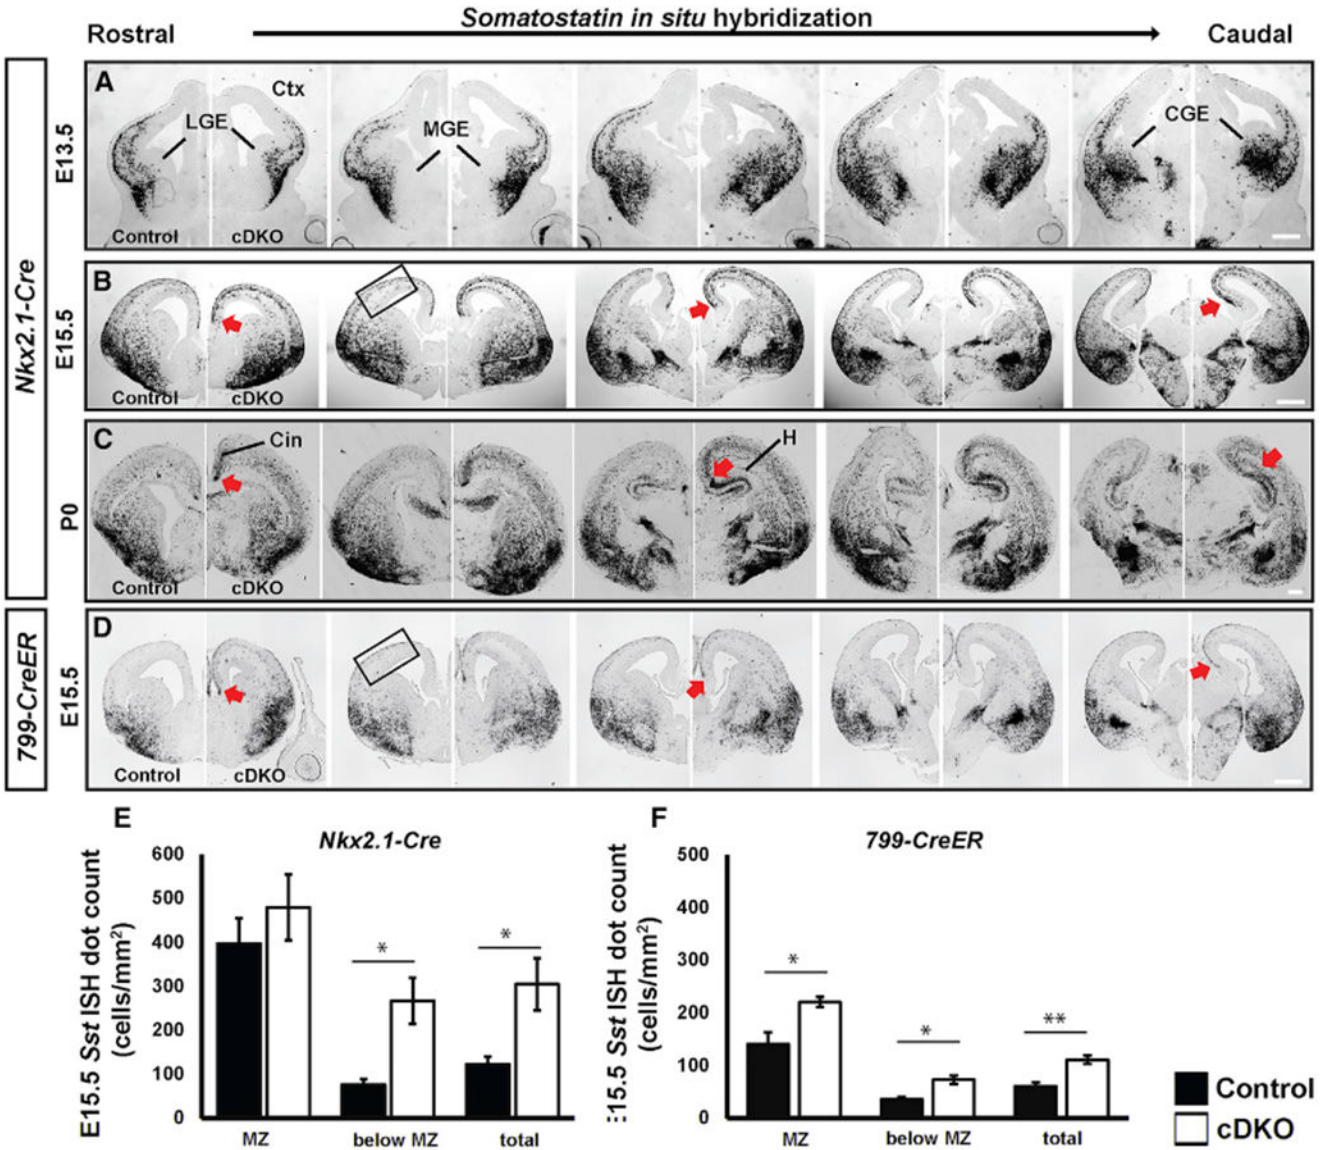 Somatostatin in situ hybridization
Rostral
Caudal
Nkx2.1-Cre
E13.5
A
Ctx
LGE
MGE
CGE
Control
cDKO
E15.5
B
Control
cDKO
P0
C
Cin
H
Control
cDKO
799-CreER
E15.5
D
Control
cDKO
E
Nkx2.1-Cre
E15.5 Sst ISH dot count
(cells/mm²)
600
500
400
300
200
100
0
*
*
MZ
below MZ
total
F
799-CreER
:15.5 Sst ISH dot count
(cells/mm²)
500
400
300
200
100
0
*
*
**
MZ
below MZ
total
Control
cDKO